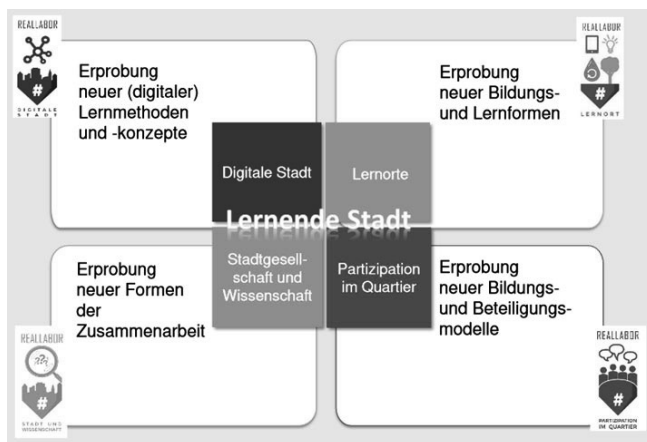 REALLABOR
#
DIGITALE
STADT
Erprobung
neuer (digitaler)
Lernmethoden
und -konzepte
REALLABOR
#
LERNORT
Erprobung
neuer Bildungs-
und Lernformen
Digitale Stadt
Lernorte
Lernende Stadt
Stadtgesell-
schaft und
Wissenschaft
Partizipation
im Quartier
Erprobung
neuer Formen
der
Zusammenarbeit
REALLABOR
???
#
STADT UND
WISSENSCHAFT
Erprobung
neuer Bildungs-
und Beteiligungs-
modelle
REALLABOR
#
PARTIZIPATION
IM QUARTIER